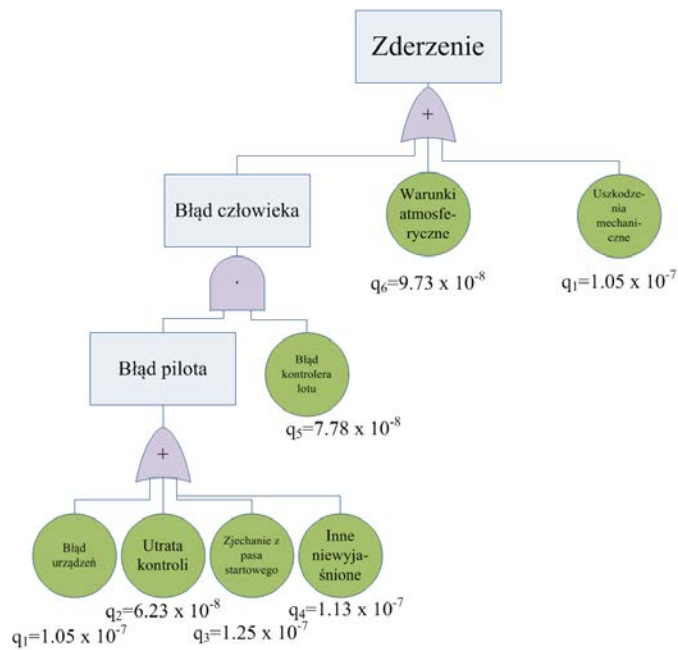 Zderzenie
+
Błąd człowieka
Warunki
atmosfe-
ryczne
Uszkodze-
nia
mechani-
czne
q₆=9.73 x 10⁻⁸
q₁=1.05 x 10⁻⁷
.
Błąd pilota
Błąd
kontrolera
lotu
q₅=7.78 x 10⁻⁸
+
Błąd
urządzeń
Utrata
kontroli
Zjechanie z
pasa
startowego
Inne
niewyja-
śnione
q₁=1.05 x 10⁻⁷
q₂=6.23 x 10⁻⁸
q₃=1.25 x 10⁻⁷
q₄=1.13 x 10⁻⁷